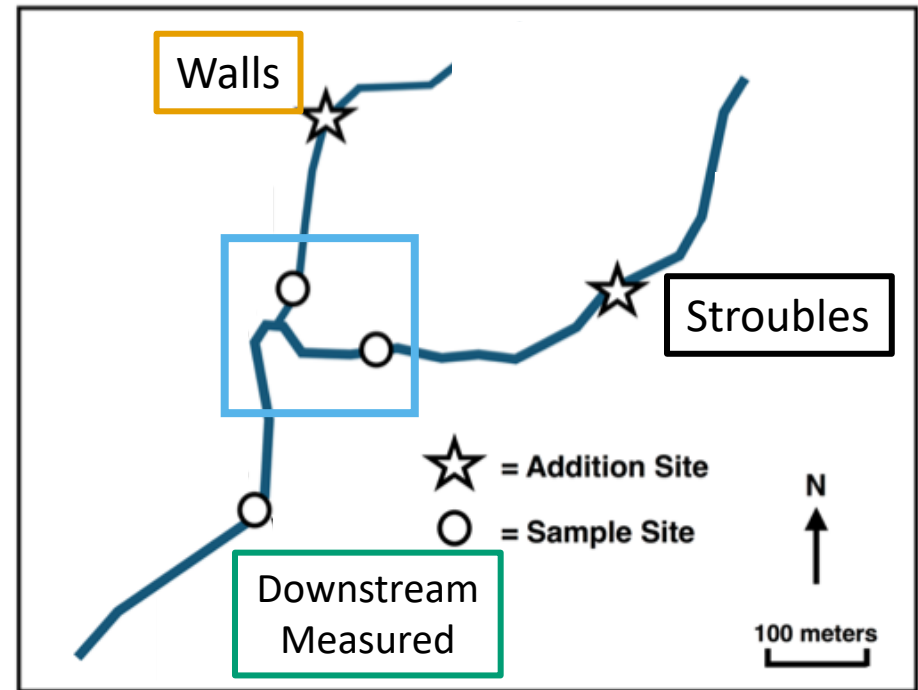 Walls
Stroubles
= Addition Site
= Sample Site
N
Downstream
Measured
100 meters